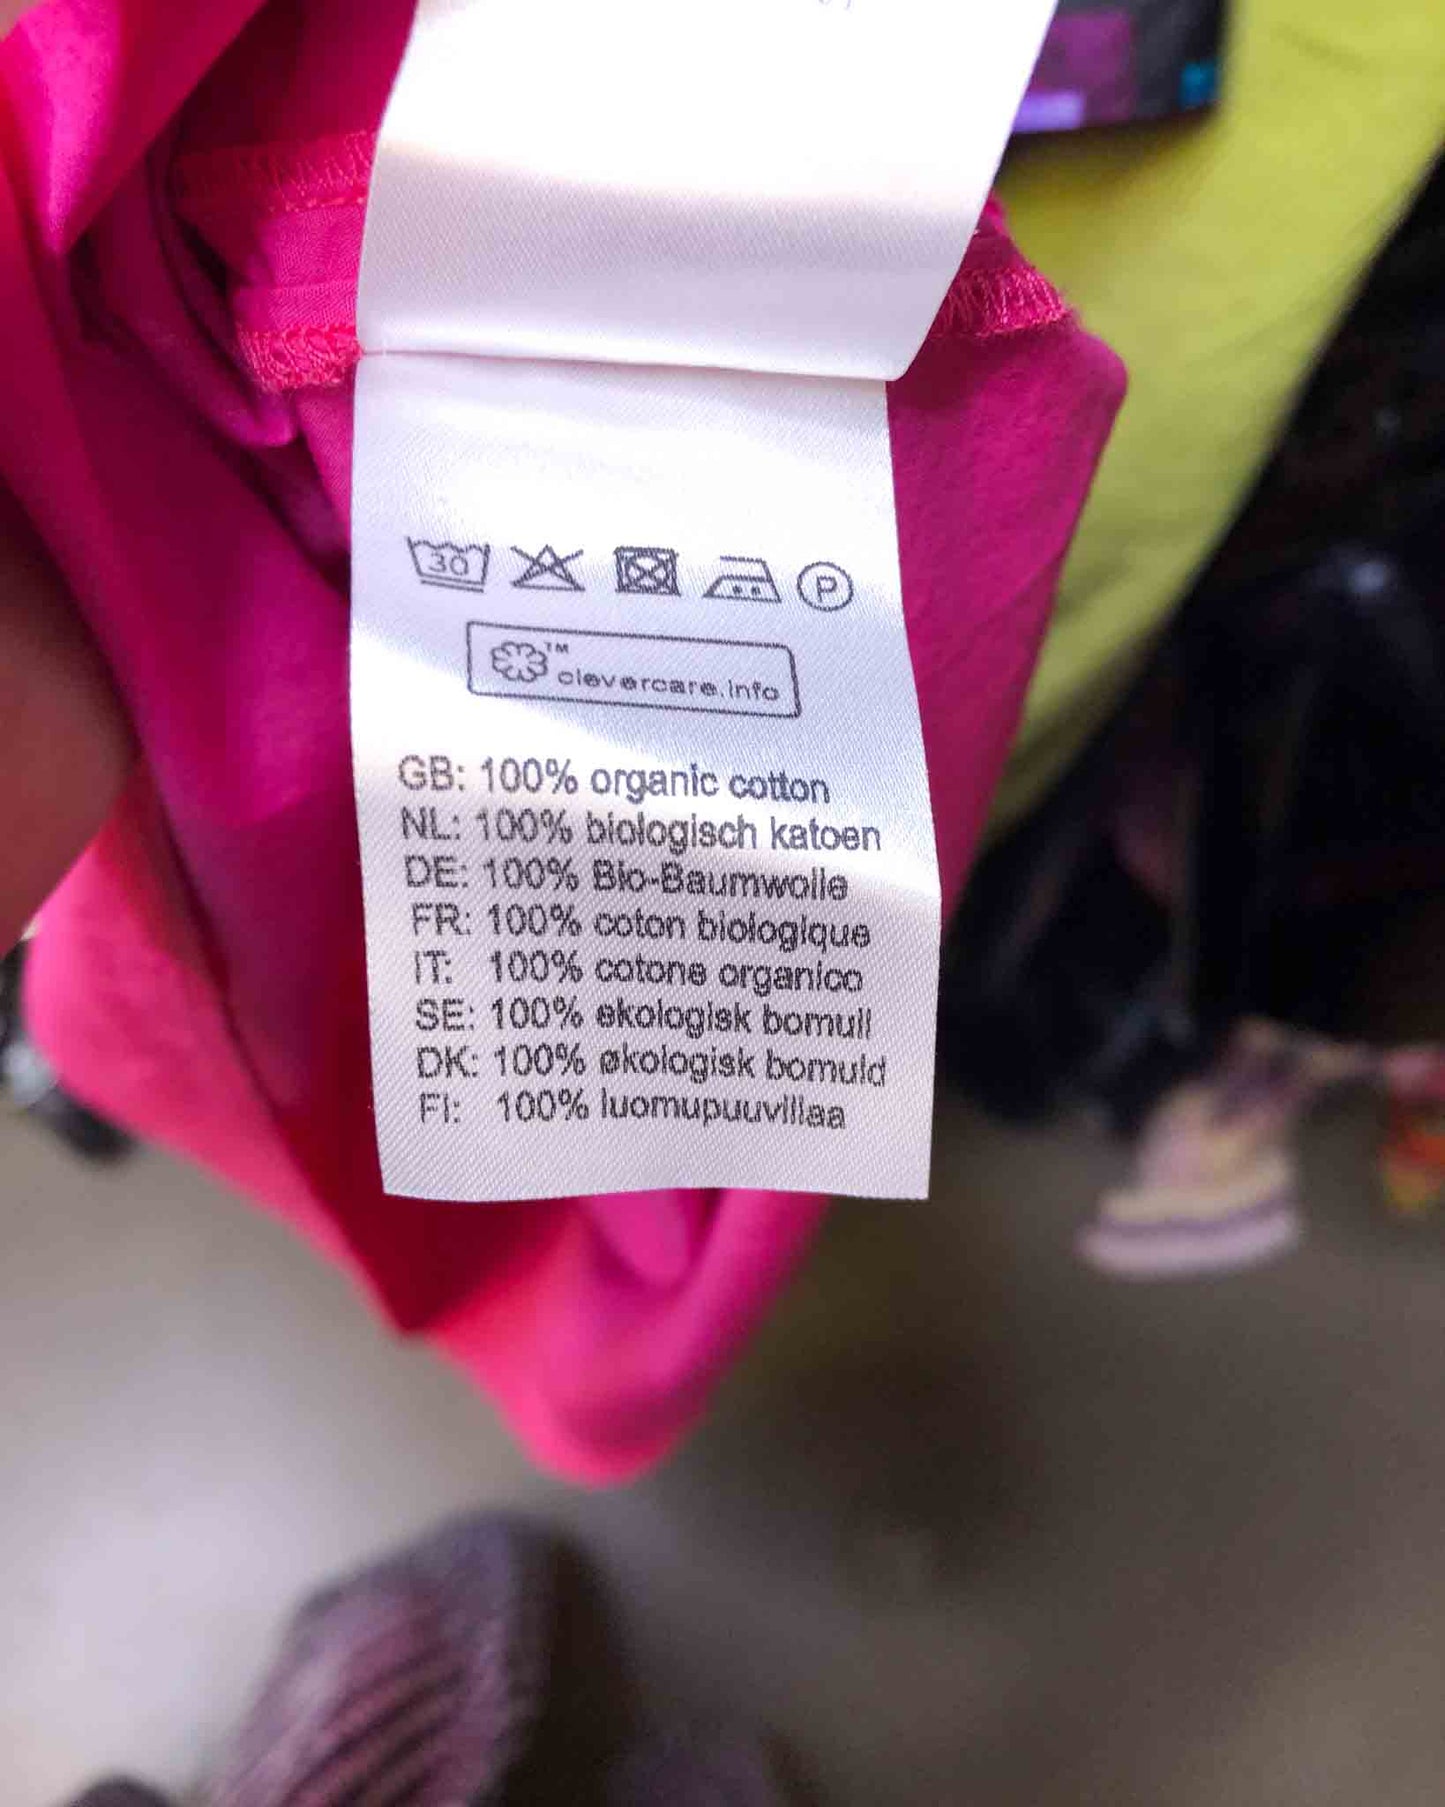 30
P
™
clevercare.info
GB: 100% organic cotton
NL: 100% biologisch katoen
DE: 100% Bio-Baumwolle
FR: 100% coton biologique
IT: 100% cotone organico
SE: 100% ekologisk bomull
DK: 100% økologisk bomuld
FI: 100% luomupuuvillaa